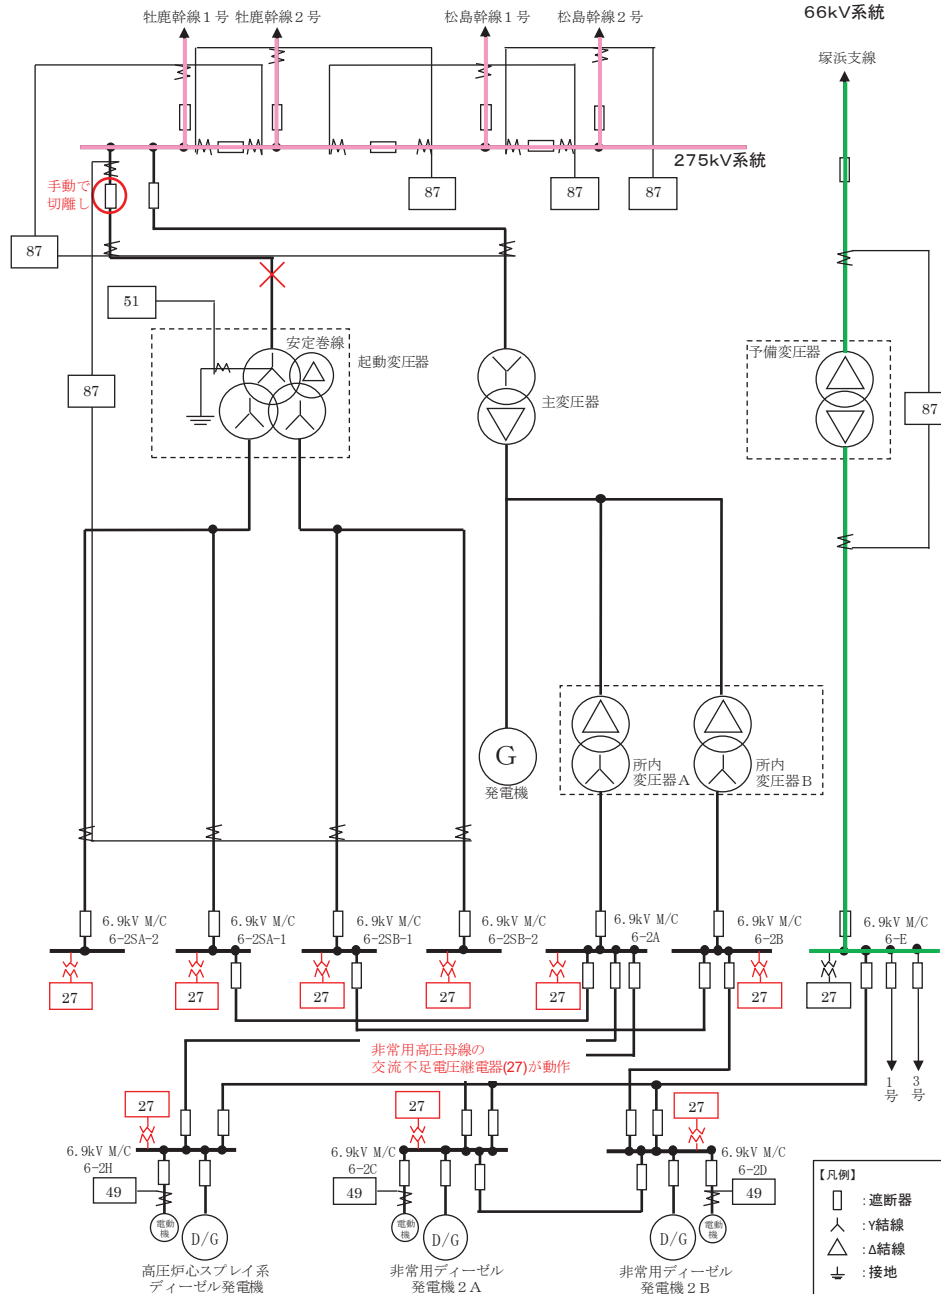 66kV系統
牡鹿幹線１号
牡鹿幹線２号
松島幹線１号
松島幹線２号
塚浜支線
275kV系統
手動で
切離し
87
87
87
87
51
安定巻線
起動変圧器
予備変圧器
87
87
主変圧器
G
発電機
所内
変圧器Ａ
所内
変圧器Ｂ
6.9kV M/C
6-2SA-2
6.9kV M/C
6-2SA-1
6.9kV M/C
6-2SB-1
6.9kV M/C
6-2SB-2
6.9kV M/C
6-2A
6.9kV M/C
6-2B
6.9kV M/C
6-E
27
27
27
27
27
27
27
非常用高圧母線の
交流不足電圧継電器(27)が動作
1
号
3
号
27
27
27
6.9kV M/C
6-2H
6.9kV M/C
6-2C
6.9kV M/C
6-2D
49
49
49
電動
機
D/G
電動
機
D/G
D/G
電動
機
高圧炉心スプレイ系
ディーゼル発電機
非常用ディーゼル
発電機２Ａ
非常用ディーゼル
発電機２Ｂ
【凡例】
：遮断器
：Y結線
：Δ結線
：接地